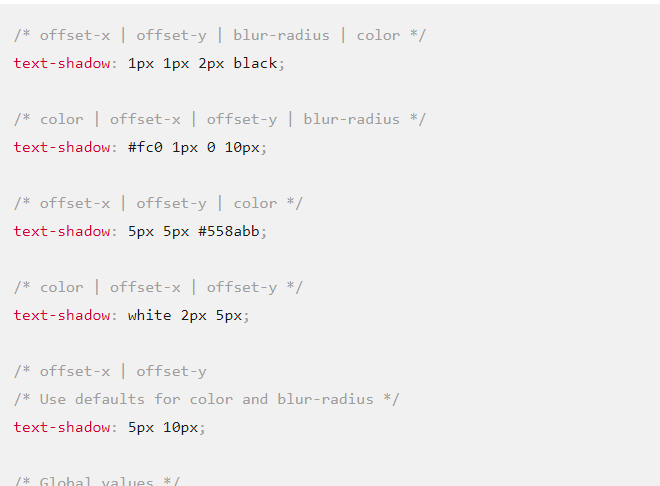 /* offset-x | offset-y | blur-radius | color */
text-shadow: 1px 1px 2px black;
/* color | offset-x | offset-y | blur-radius */
text-shadow: #fc0 1px 0 10px;
/* offset-x | offset-y | color */
text-shadow: 5px 5px #558abb;
/* color | offset-x | offset-y */
text-shadow: white 2px 5px;
/* offset-x | offset-y
/* Use defaults for color and blur-radius */
text-shadow: 5px 10px;
/* Global values */